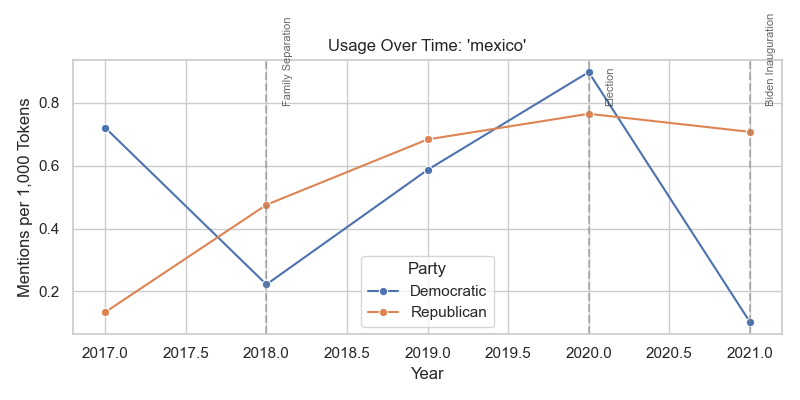 Usage Over Time: 'mexico'
Mentions per 1,000 Tokens
0.8
0.6
0.4
0.2
Family Separation
Election
Biden Inauguration
Party
Democratic
Republican
2017.0 2017.5 2018.0 2018.5 2019.0 2019.5 2020.0 2020.5 2021.0
Year